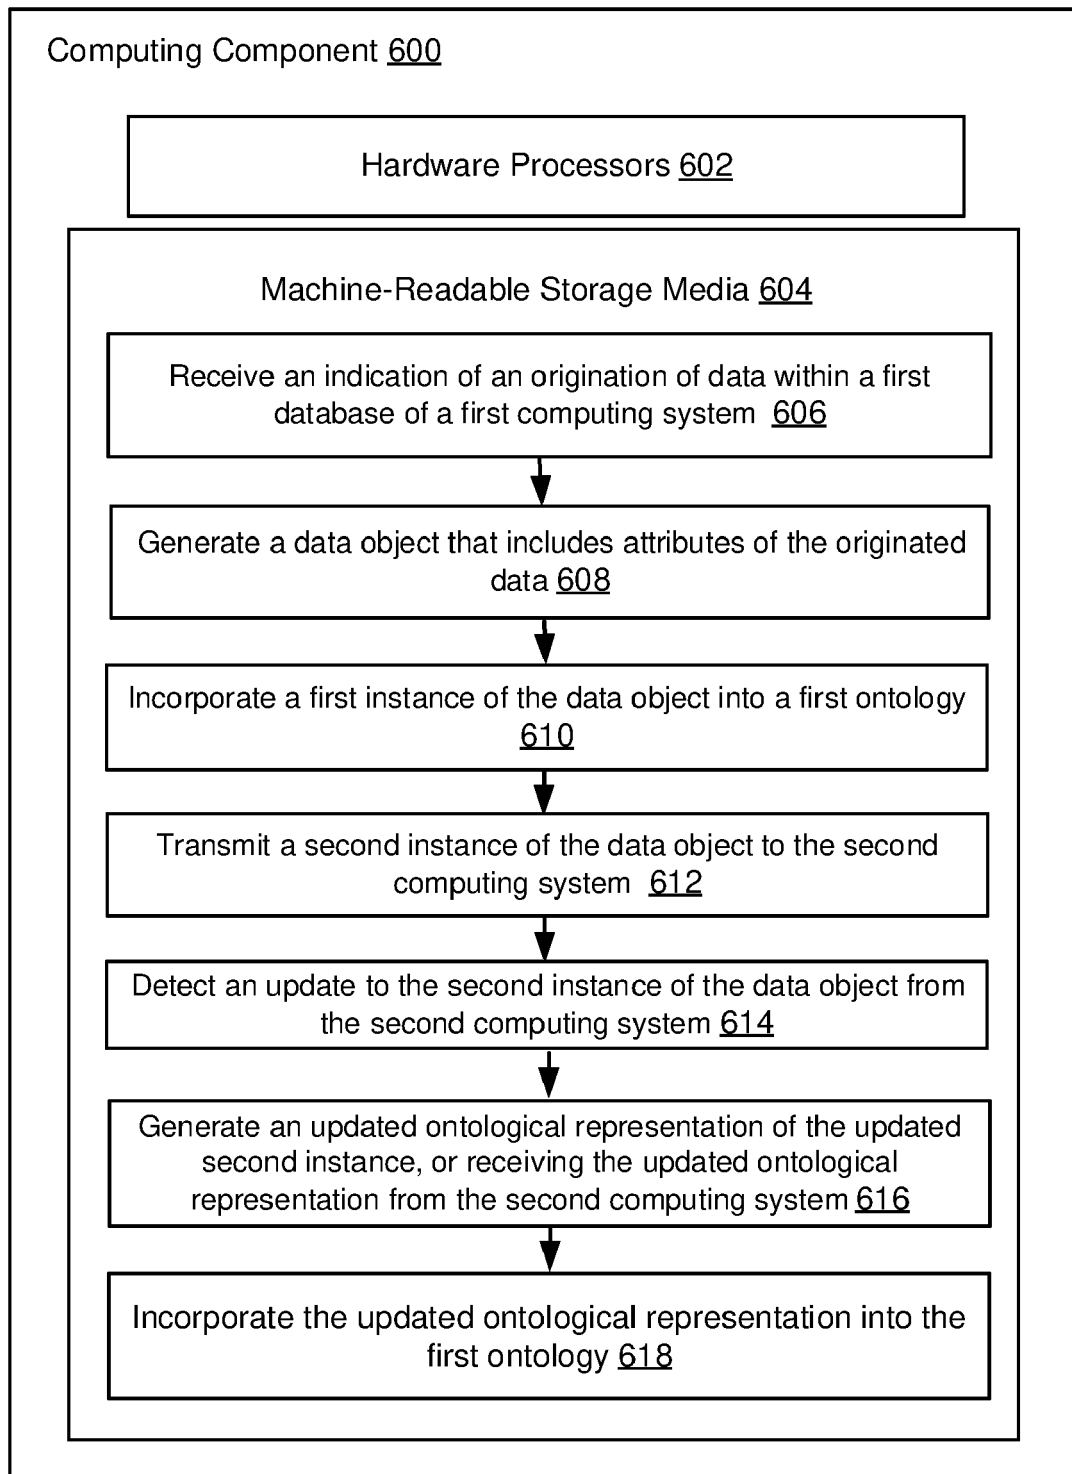 Computing Component 600
Hardware Processors 602
Machine-Readable Storage Media 604
Receive an indication of an origination of data within a first
database of a first computing system 606
Generate a data object that includes attributes of the originated
data 608
Incorporate a first instance of the data object into a first ontology
610
Transmit a second instance of the data object to the second
computing system 612
Detect an update to the second instance of the data object from
the second computing system 614
Generate an updated ontological representation of the updated
second instance, or receiving the updated ontological
representation from the second computing system 616
Incorporate the updated ontological representation into the
first ontology 618